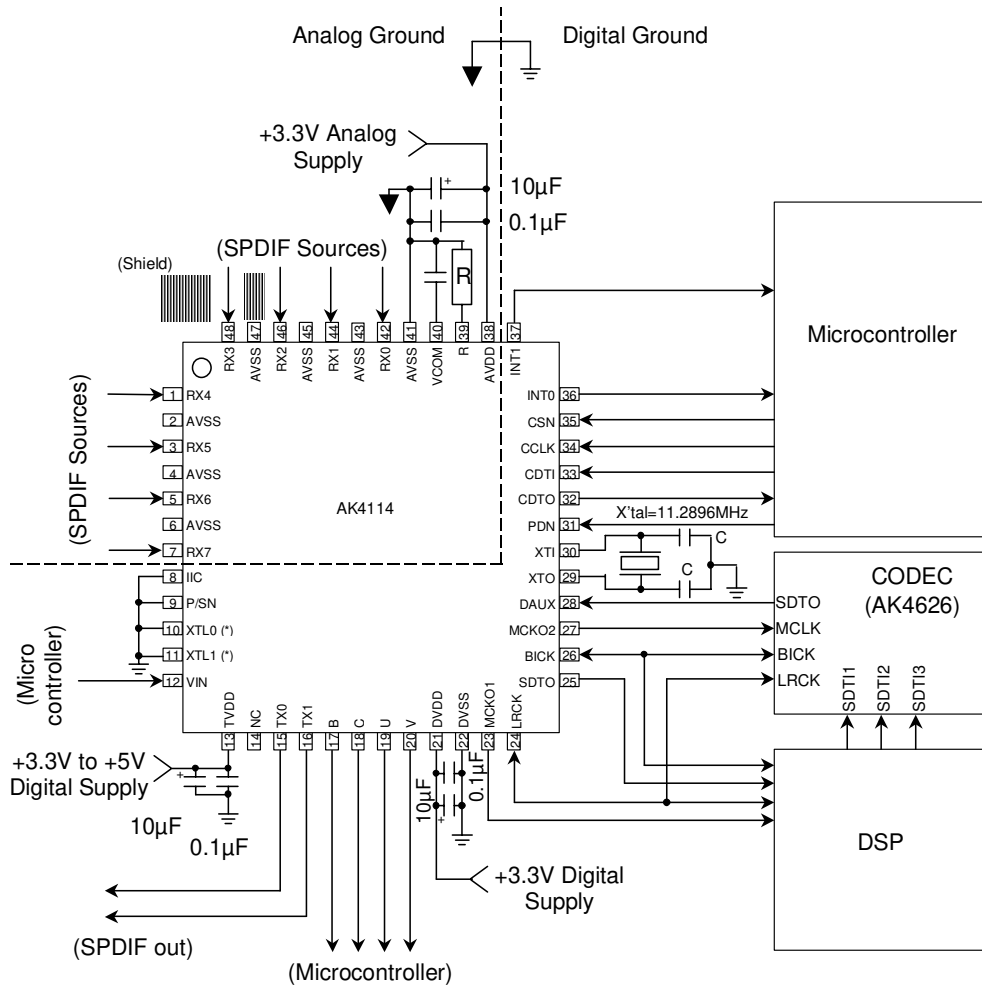 Analog Ground
Digital Ground
+3.3V Analog
Supply
10µF
0.1µF
(SPDIF Sources)
(Shield)
R
48
47
46
45
44
43
42
41
40
39
38
37
RX3
AVSS
RX2
AVSS
RX1
AVSS
RX0
AVSS
VCOM
R
AVDD
INT1
Microcontroller
(SPDIF Sources)
1 RX4
2 AVSS
3 RX5
4 AVSS
5 RX6
6 AVSS
7 RX7
8 IIC
9 P/SN
10 XTL0 (*)
11 XTL1 (*)
12 VIN
(Micro
controller)
AK4114
INT0 36
CSN 35
CCLK 34
CDTI 33
CDTO 32
PDN 31
XTI 30
XTO 29
DAUX 28
MCKO2 27
BICK 26
SDTO 25
X'tal=11.2896MHz
C
C
CODEC
(AK4626)
SDTO
MCLK
BICK
LRCK
SDTI1
SDTI2
SDTI3
TVDD
NC
TX0
TX1
B
C
U
V
DVDD
DVSS
MCKO1
LRCK
13
14
15
16
17
18
19
20
21
22
23
24
+3.3V to +5V
Digital Supply
10µF
0.1µF
10µF
0.1µF
+3.3V Digital
Supply
DSP
(SPDIF out)
(Microcontroller)